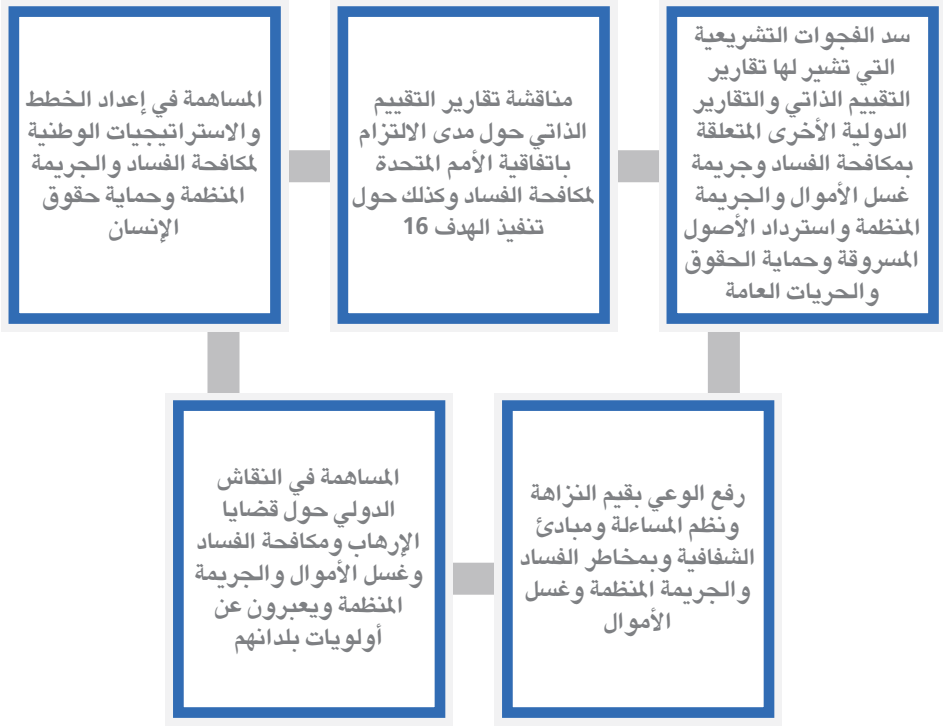 سد الفجوات التشريعية
التي تشير لها تقارير
التقييم الذاتي والتقارير
الدولية الأخرى المتعلقة
بمكافحة الفساد وجريمة
غسل الأموال والجريمة
المنظمة واسترداد الأصول
المسروقة وحماية الحقوق
والحريات العامة
مناقشة تقارير التقييم
الذاتي حول مدى الالتزام
باتفاقية الأمم المتحدة
لمكافحة الفساد وكذلك حول
تنفيذ الهدف 16
المساهمة في إعداد الخطط
والاستراتيجيات الوطنية
لمكافحة الفساد والجريمة
المنظمة وحماية حقوق
الإنسان
رفع الوعي بقيم النزاهة
ونظم المساءلة ومبادئ
الشفافية وبمخاطر الفساد
والجريمة المنظمة وغسل
الأموال
المساهمة في النقاش
الدولي حول قضايا
الإرهاب ومكافحة الفساد
وغسل الأموال والجريمة
المنظمة ويعبرون عن
أولويات بلدانهم